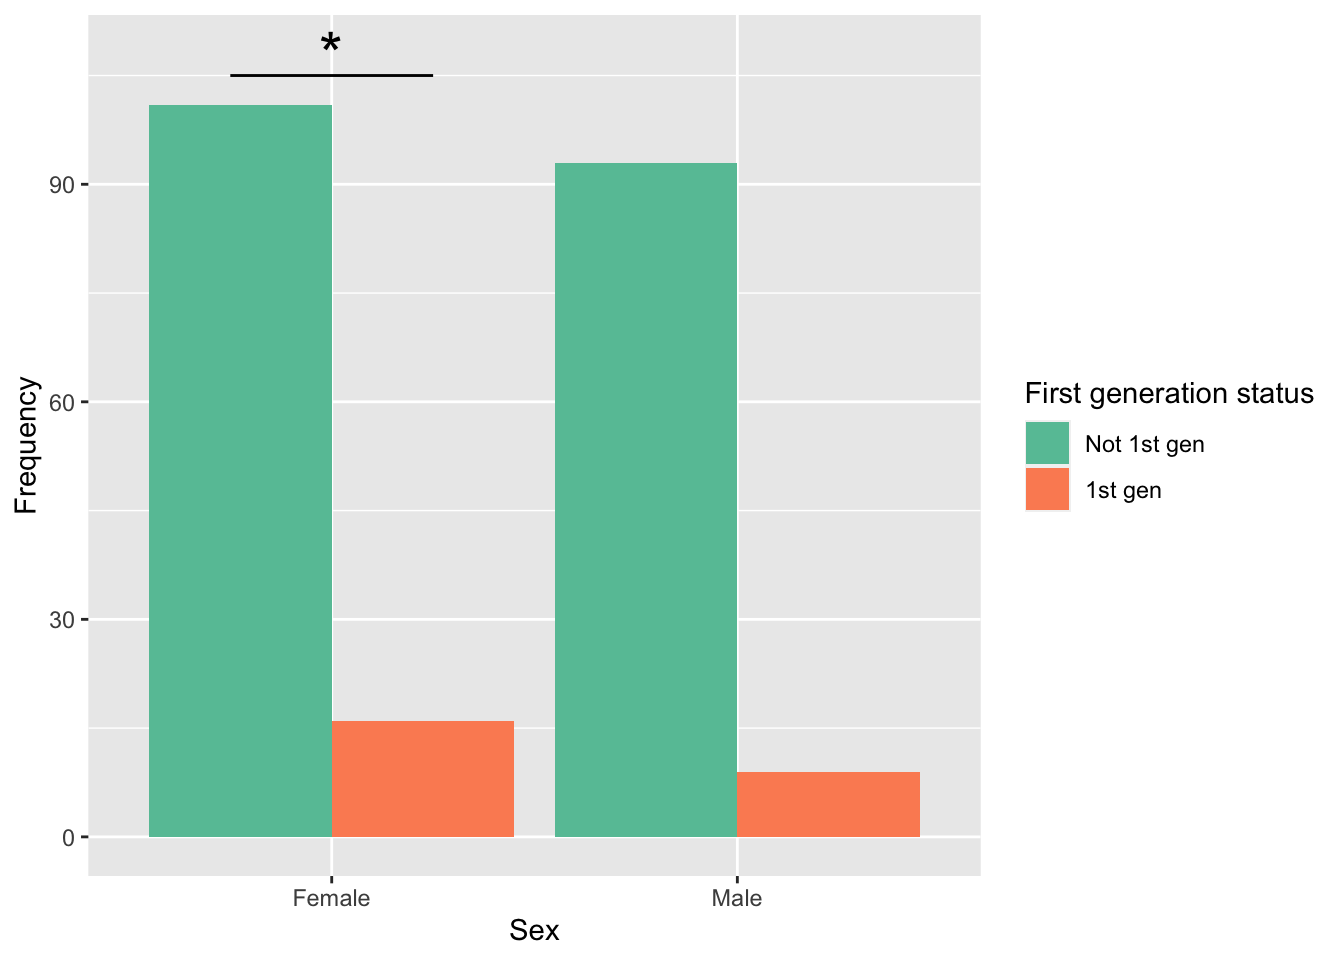 *
90
60
30
0
Frequency
Female
Male
Sex
First generation status
Not 1st gen
1st gen